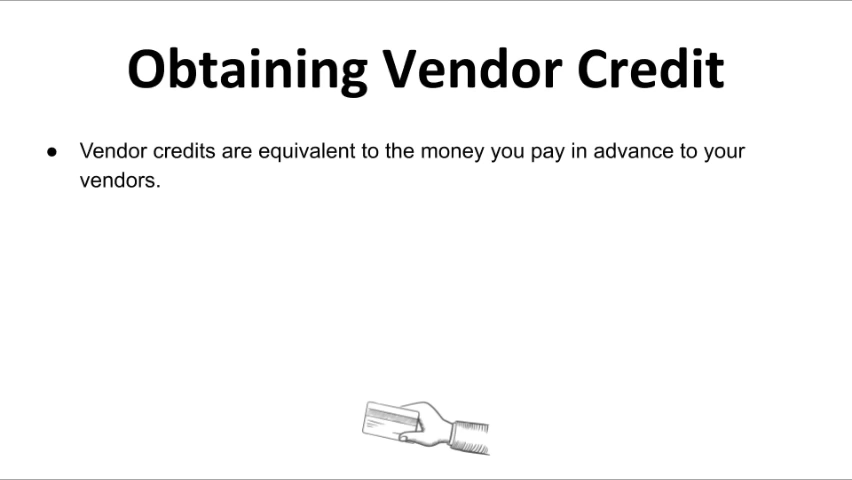 Obtaining Vendor Credit
● Vendor credits are equivalent to the money you pay in advance to your
vendors.